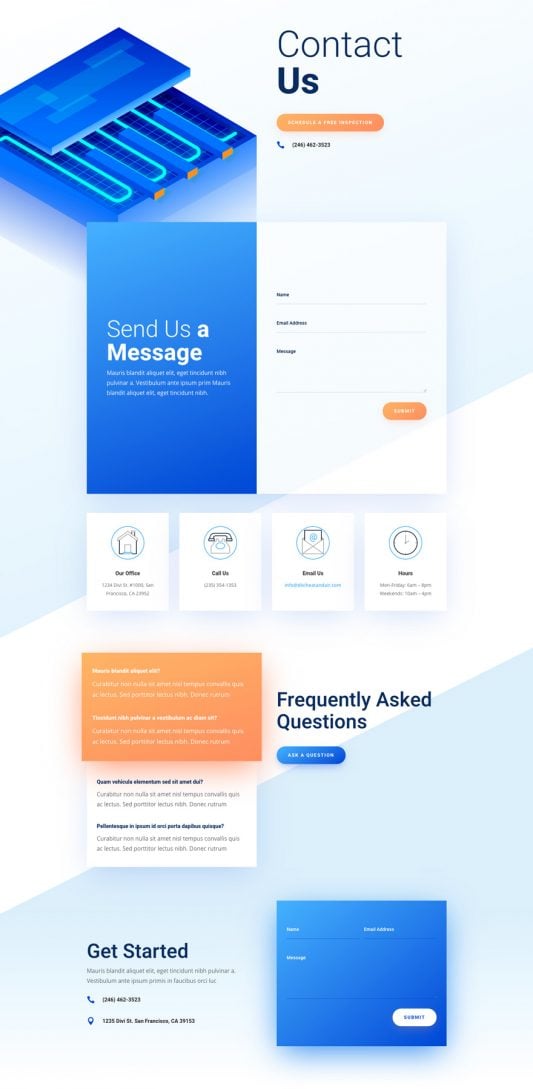 Contact
Us
SCHEDULE A FREE INSPECTION
(246) 462-3523
Send Us a
Message
Mauris blandit aliquet elit, eget tincidunt nibh
pulvinar a. Vestibulum ante ipsum prim Mauris
blandit aliquet elit, eget tincidunt nibh.
Name
Email Address
Message
SUBMIT
Our Office
1234 Divi St. #1000, San
Francisco, CA 23952
Call Us
(235) 354-1353
Email Us
info@diviheatandair.com
Hours
Mon-Friday: 6am – 8pm
Weekends: 10am – 4pm
Mauris blandit aliquet elit?
Curabitur non nulla sit amet nisl tempus convallis quis
ac lectus. Sed porttitor lectus nibh. Donec rutrum
Tincidunt nibh pulvinar a vestibulum ac diam sit?
Curabitur non nulla sit amet nisl tempus convallis quis
ac lectus. Sed porttitor lectus nibh. Donec rutrum
Quam vehicula elementum sed sit amet dui?
Curabitur non nulla sit amet nisl tempus convallis quis
ac lectus. Sed porttitor lectus nibh. Donec rutrum
Pellentesque in ipsum id orci porta dapibus quisque?
Curabitur non nulla sit amet nisl tempus convallis quis
ac lectus. Sed porttitor lectus nibh. Donec rutrum
Frequently Asked
Questions
ASK A QUESTION
Get Started
Mauris blandit aliquet elit, eget tincidunt nibh pulvinar a.
Vestibulum ante ipsum primis in faucibus orci luc
(246) 462-3523
1235 Divi St. San Francisco, CA 39153
Name
Email Address
Message
SUBMIT